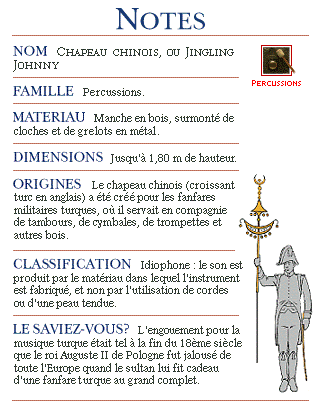 NOTES
NOM CHAPEAU CHINOIS, OU JINGLING
JOHNNY
PERCUSSIONS
FAMILLE Percussions.
MATERIAU Manche en bois, surmonté de
cloches et de grelots en métal.
DIMENSIONS Jusqu'à 1,80 m de hauteur.
ORIGINES Le chapeau chinois (croissant
turc en anglais) a été créé pour les fanfares
militaires turques, où il servait en compagnie
de tambours, de cymbales, de trompettes et
autres bois.
CLASSIFICATION Idiophone : le son est
produit par le matériau dans lequel l'instrument
est fabriqué, et non par l'utilisation de cordes
ou d'une peau tendue.
LE SAVIEZ-VOUS? L'engouement pour la
musique turque était tel à la fin du 18ème siècle
que le roi Auguste II de Pologne fut jalousé de
toute l'Europe quand le sultan lui fit cadeau
d'une fanfare turque au grand complet.